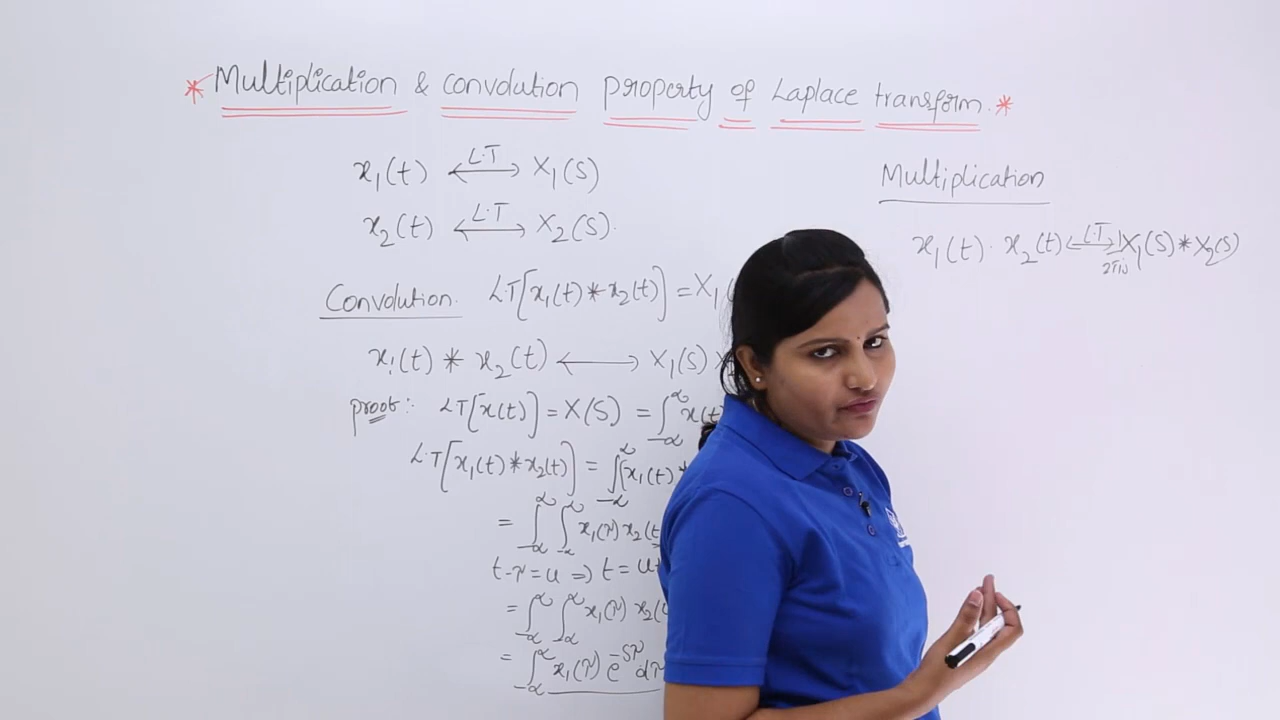 * Multiplication & convolution property of Laplace transform. *
x₁(t) ⟷ L.T X₁(S)
x₂(t) ⟷ L.T X₂(S).
Convolution. L.T[x₁(t) * x₂(t)] = X₁
x₁(t) * x₂(t) ⟷ X₁(S)
proof:- L.T[x(t)] = X(S) = ∫_{-∞}^{∞} x(t)
L.T[x₁(t) * x₂(t)] = ∫_{-∞}^{∞} (x₁(t) *
= ∫_{-∞}^{∞} ∫_{-∞}^{∞} x₁(τ) x₂(t
t-τ = u ⇒ t = u+
= ∫_{-∞}^{∞} ∫_{-∞}^{∞} x₁(τ) x₂(
= ∫_{-∞}^{∞} x₁(τ) e^{-Sτ} dτ
Multiplication
x₁(t) · x₂(t) ⟷ L.T 1/2πj X₁(S) * X₂(S)